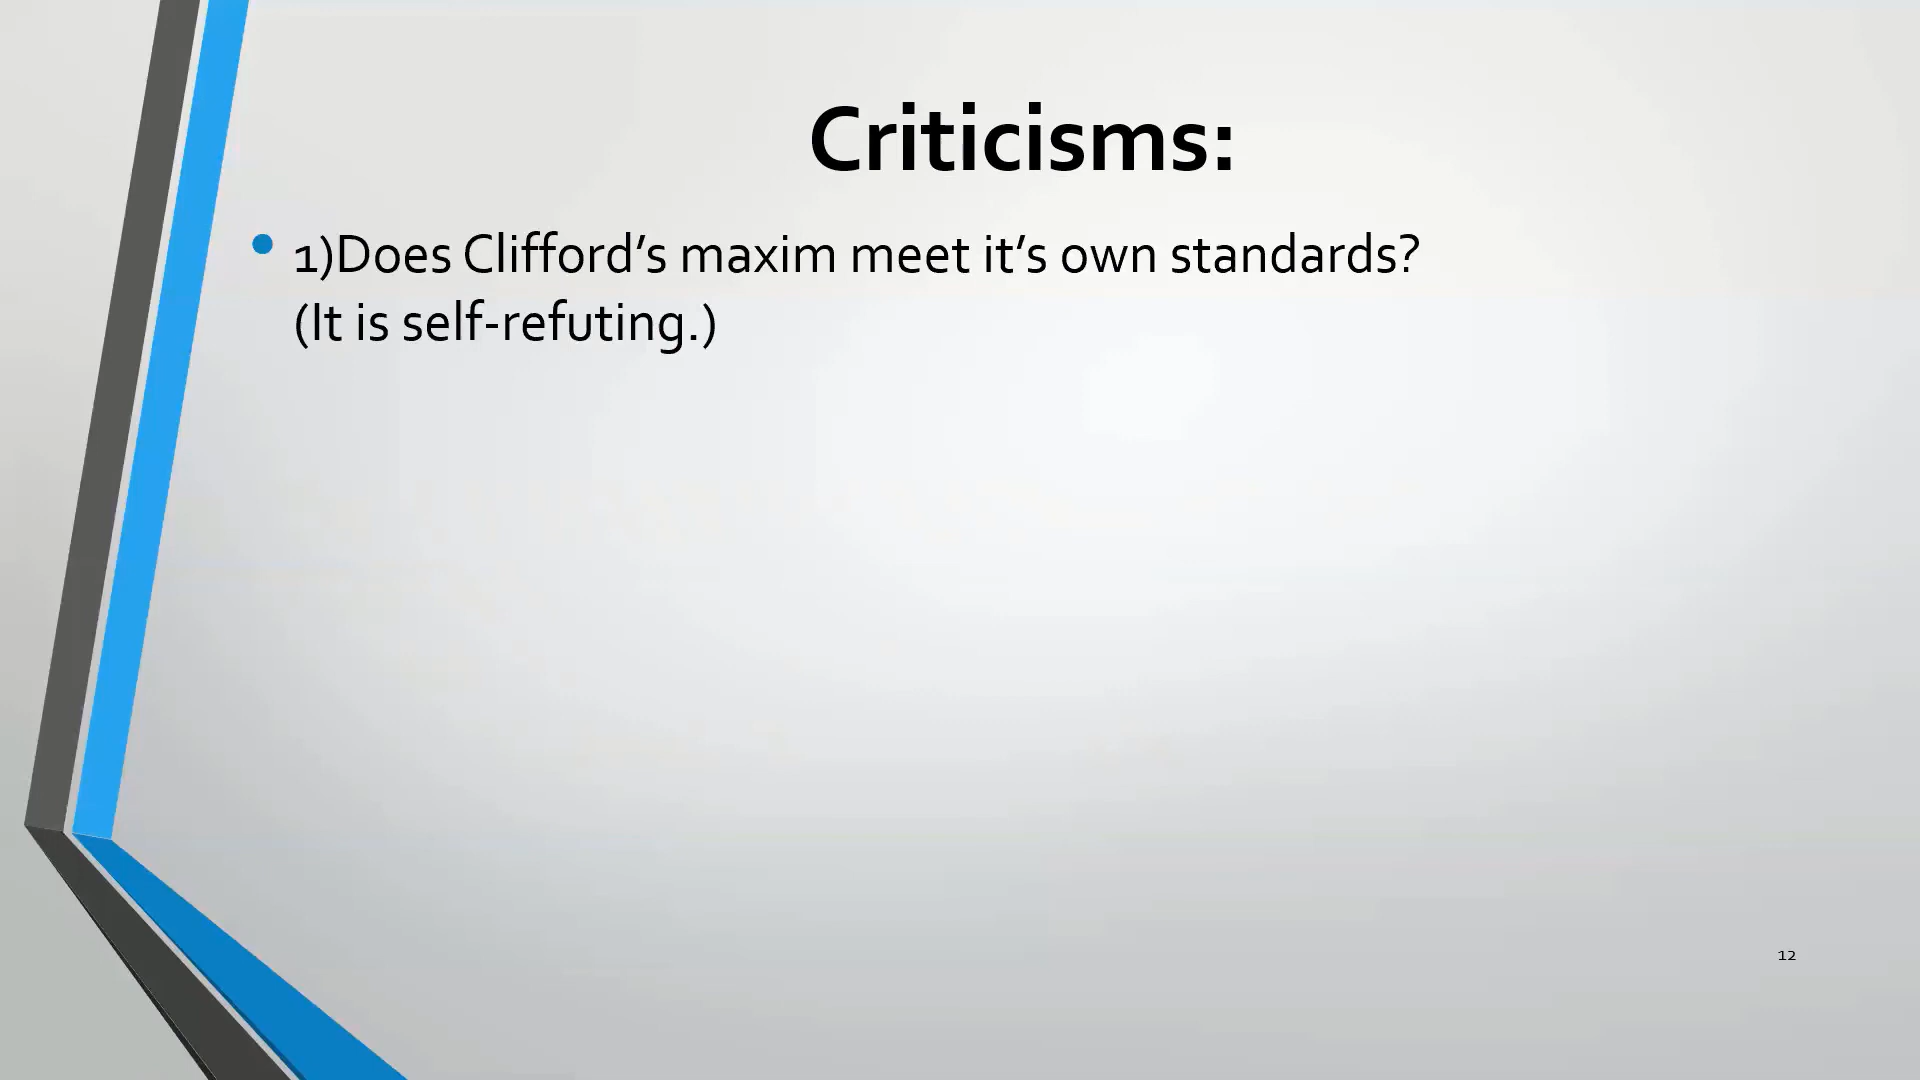 Criticisms:
• 1)Does Clifford’s maxim meet it’s own standards?
(It is self-refuting.)
12